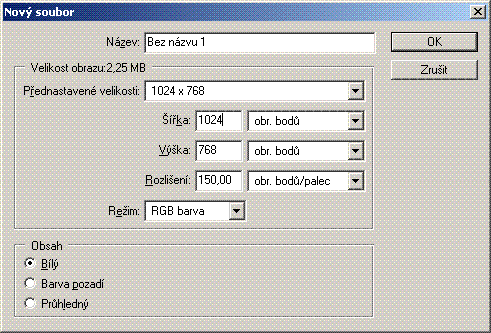 Nový soubor
Název: Bez názvu 1
OK
Velikost obrazu:2,25 MB
Zrušit
Přednastavené velikosti: 1024 x 768
Šířka: 1024 obr. bodů
Výška: 768 obr. bodů
Rozlišení: 150,00 obr. bodů/palec
Režim: RGB barva
Obsah
Bílý
Barva pozadí
Průhledný